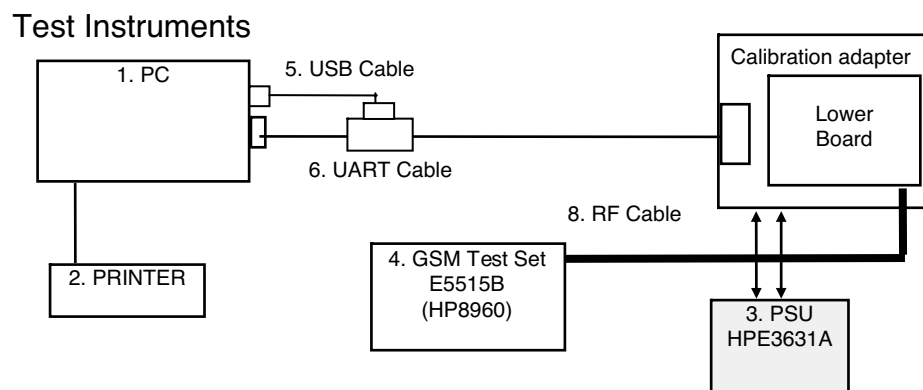 Test Instruments
1. PC
5. USB Cable
Calibration adapter
Lower
Board
6. UART Cable
8. RF Cable
2. PRINTER
4. GSM Test Set
E5515B
(HP8960)
3. PSU
HPE3631A